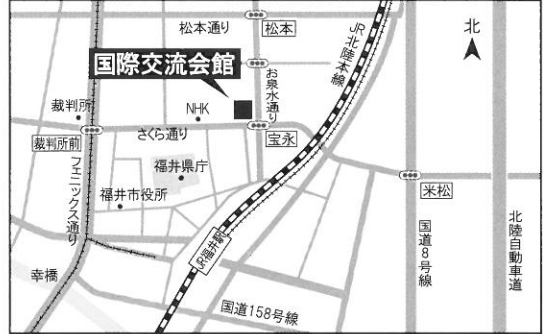 松本通り
松本
北
国際交流会館
お泉水通り
JR北陸本線
裁判所
NHK
裁判所前
さくら通り
宝永
福井県庁
福井市役所
フェニックス通り
米松
JR福井駅
国道8号線
北陸自動車道
幸橋
国道158号線